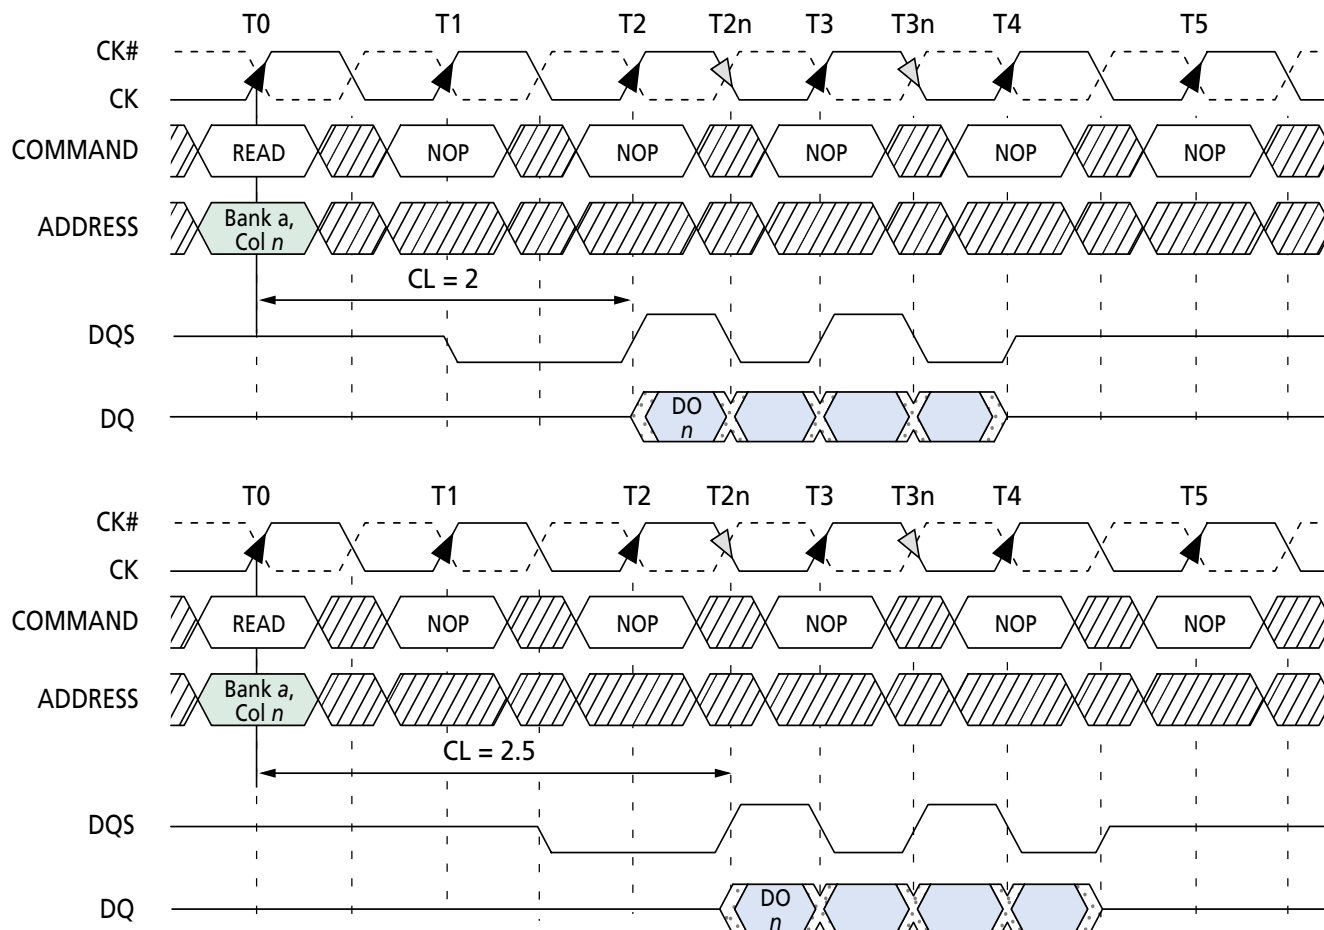 T0 T1 T2 T2n T3 T3n T4 T5
CK#
CK
COMMAND READ NOP NOP NOP NOP NOP
ADDRESS Bank a,
Col n
CL = 2
DQS
DQ DO
n
T0 T1 T2 T2n T3 T3n T4 T5
CK#
CK
COMMAND READ NOP NOP NOP NOP NOP
ADDRESS Bank a,
Col n
CL = 2.5
DQS
DQ DO
n